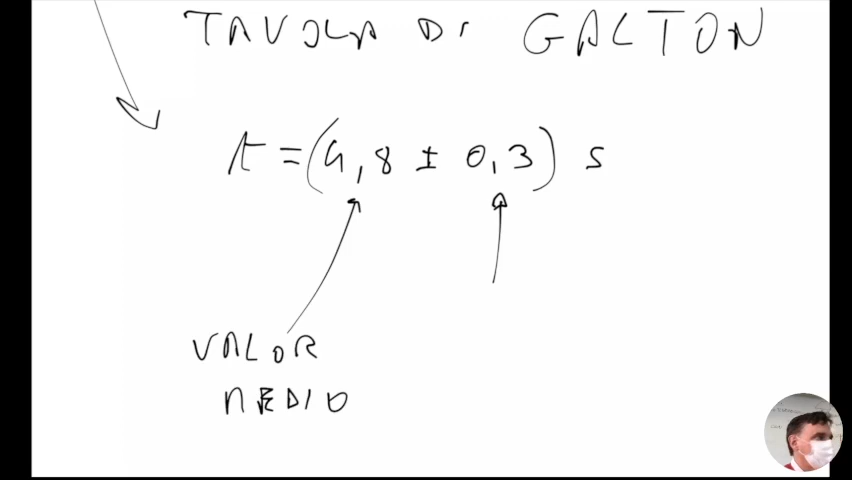 TAVOLA DI GALTON
t = (4,8 ± 0,3) s
VALOR
MEDIO